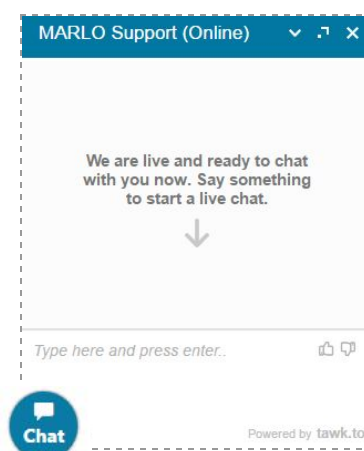 MARLO Support (Online)
We are live and ready to chat
with you now. Say something
to start a live chat.
Type here and press enter..
Chat
Powered by tawk.to